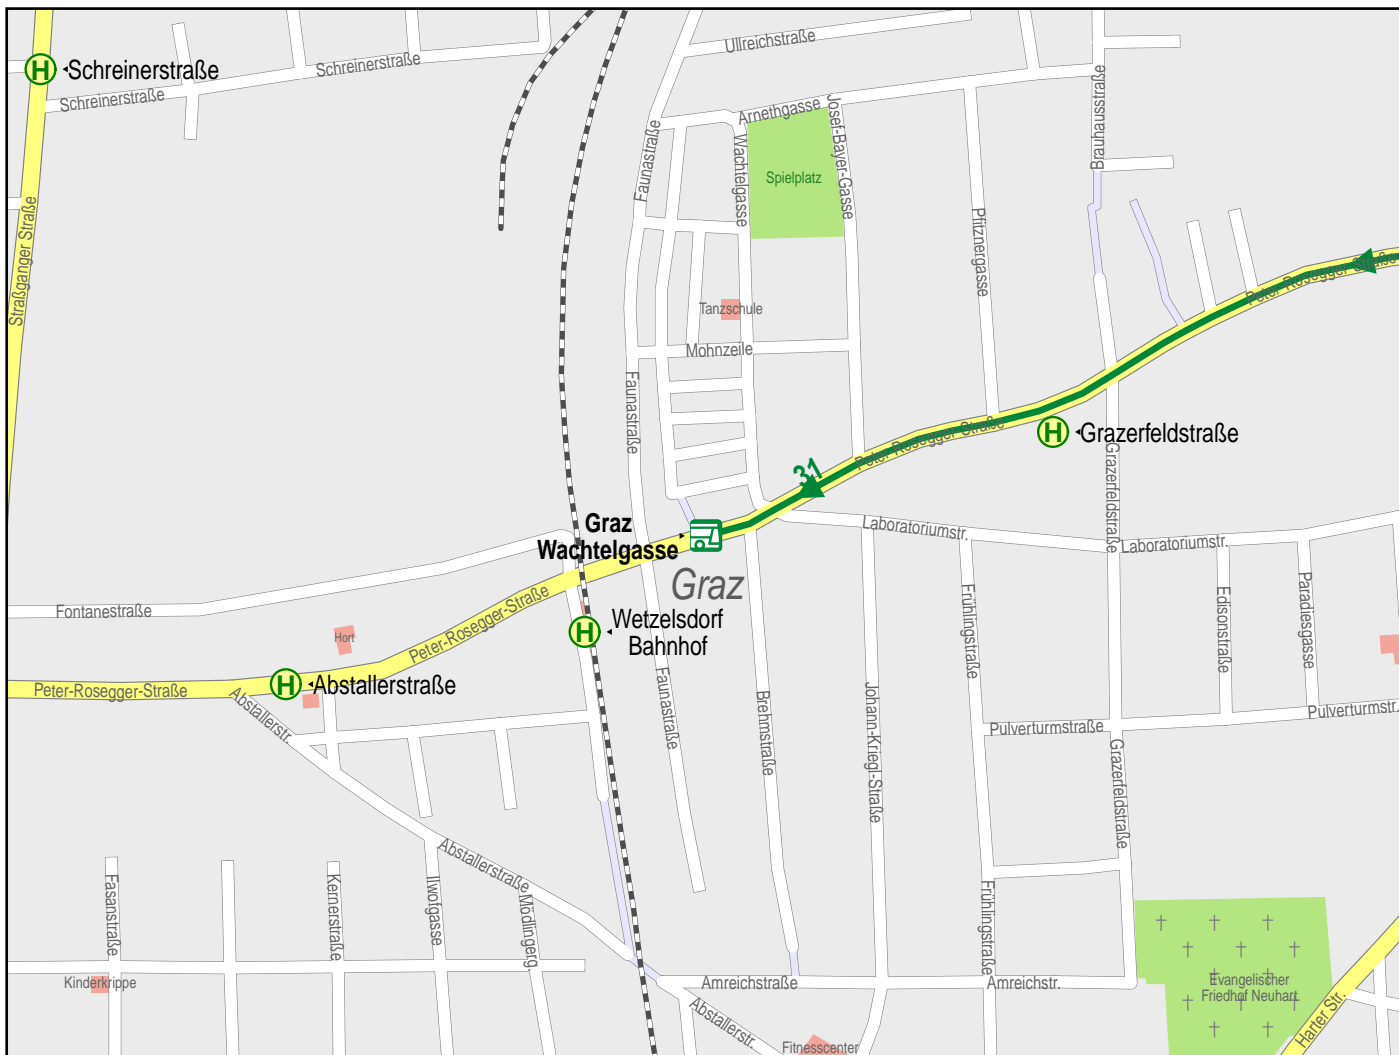 Ullreichstraße
H
Schreinerstraße
Schreinerstraße
Schreinerstraße
Arnethgasse
Josef-Bayer-Gasse
Brauhausstraße
Faunastraße
Wachtelgasse
Spielplatz
Pfitznergasse
Straßganger Straße
Peter-Rosegger Straße
Tanzschule
Mohnzeile
Faunastraße
Peter-Rosegger Straße
H
Grazerfeldstraße
31
Grazerfeldstraße
Graz
Wachtelgasse
Laboratoriumstr.
Laboratoriumstr.
Graz
Fontanestraße
Peter-Rosegger-Straße
Hort
H
Wetzelsdorf
Bahnhof
Frühlingstraße
Edisonstraße
Paradiesgasse
Peter-Rosegger-Straße
H
Abstallerstraße
Abstallerstr.
Faunastraße
Brehmstraße
Johann-Kriegl-Straße
Pulverturmstraße
Pulverturmstr.
Grazerfeldstraße
Abstallerstraße
Fasanstraße
Kernerstraße
Ilwofgasse
Mödlingerg.
Frühlingstraße
Kinderkrippe
Amreichstraße
Amreichstr.
Evangelischer
Friedhof Neuhart
Abstallerstr.
Harter Str.
Fitnesscenter